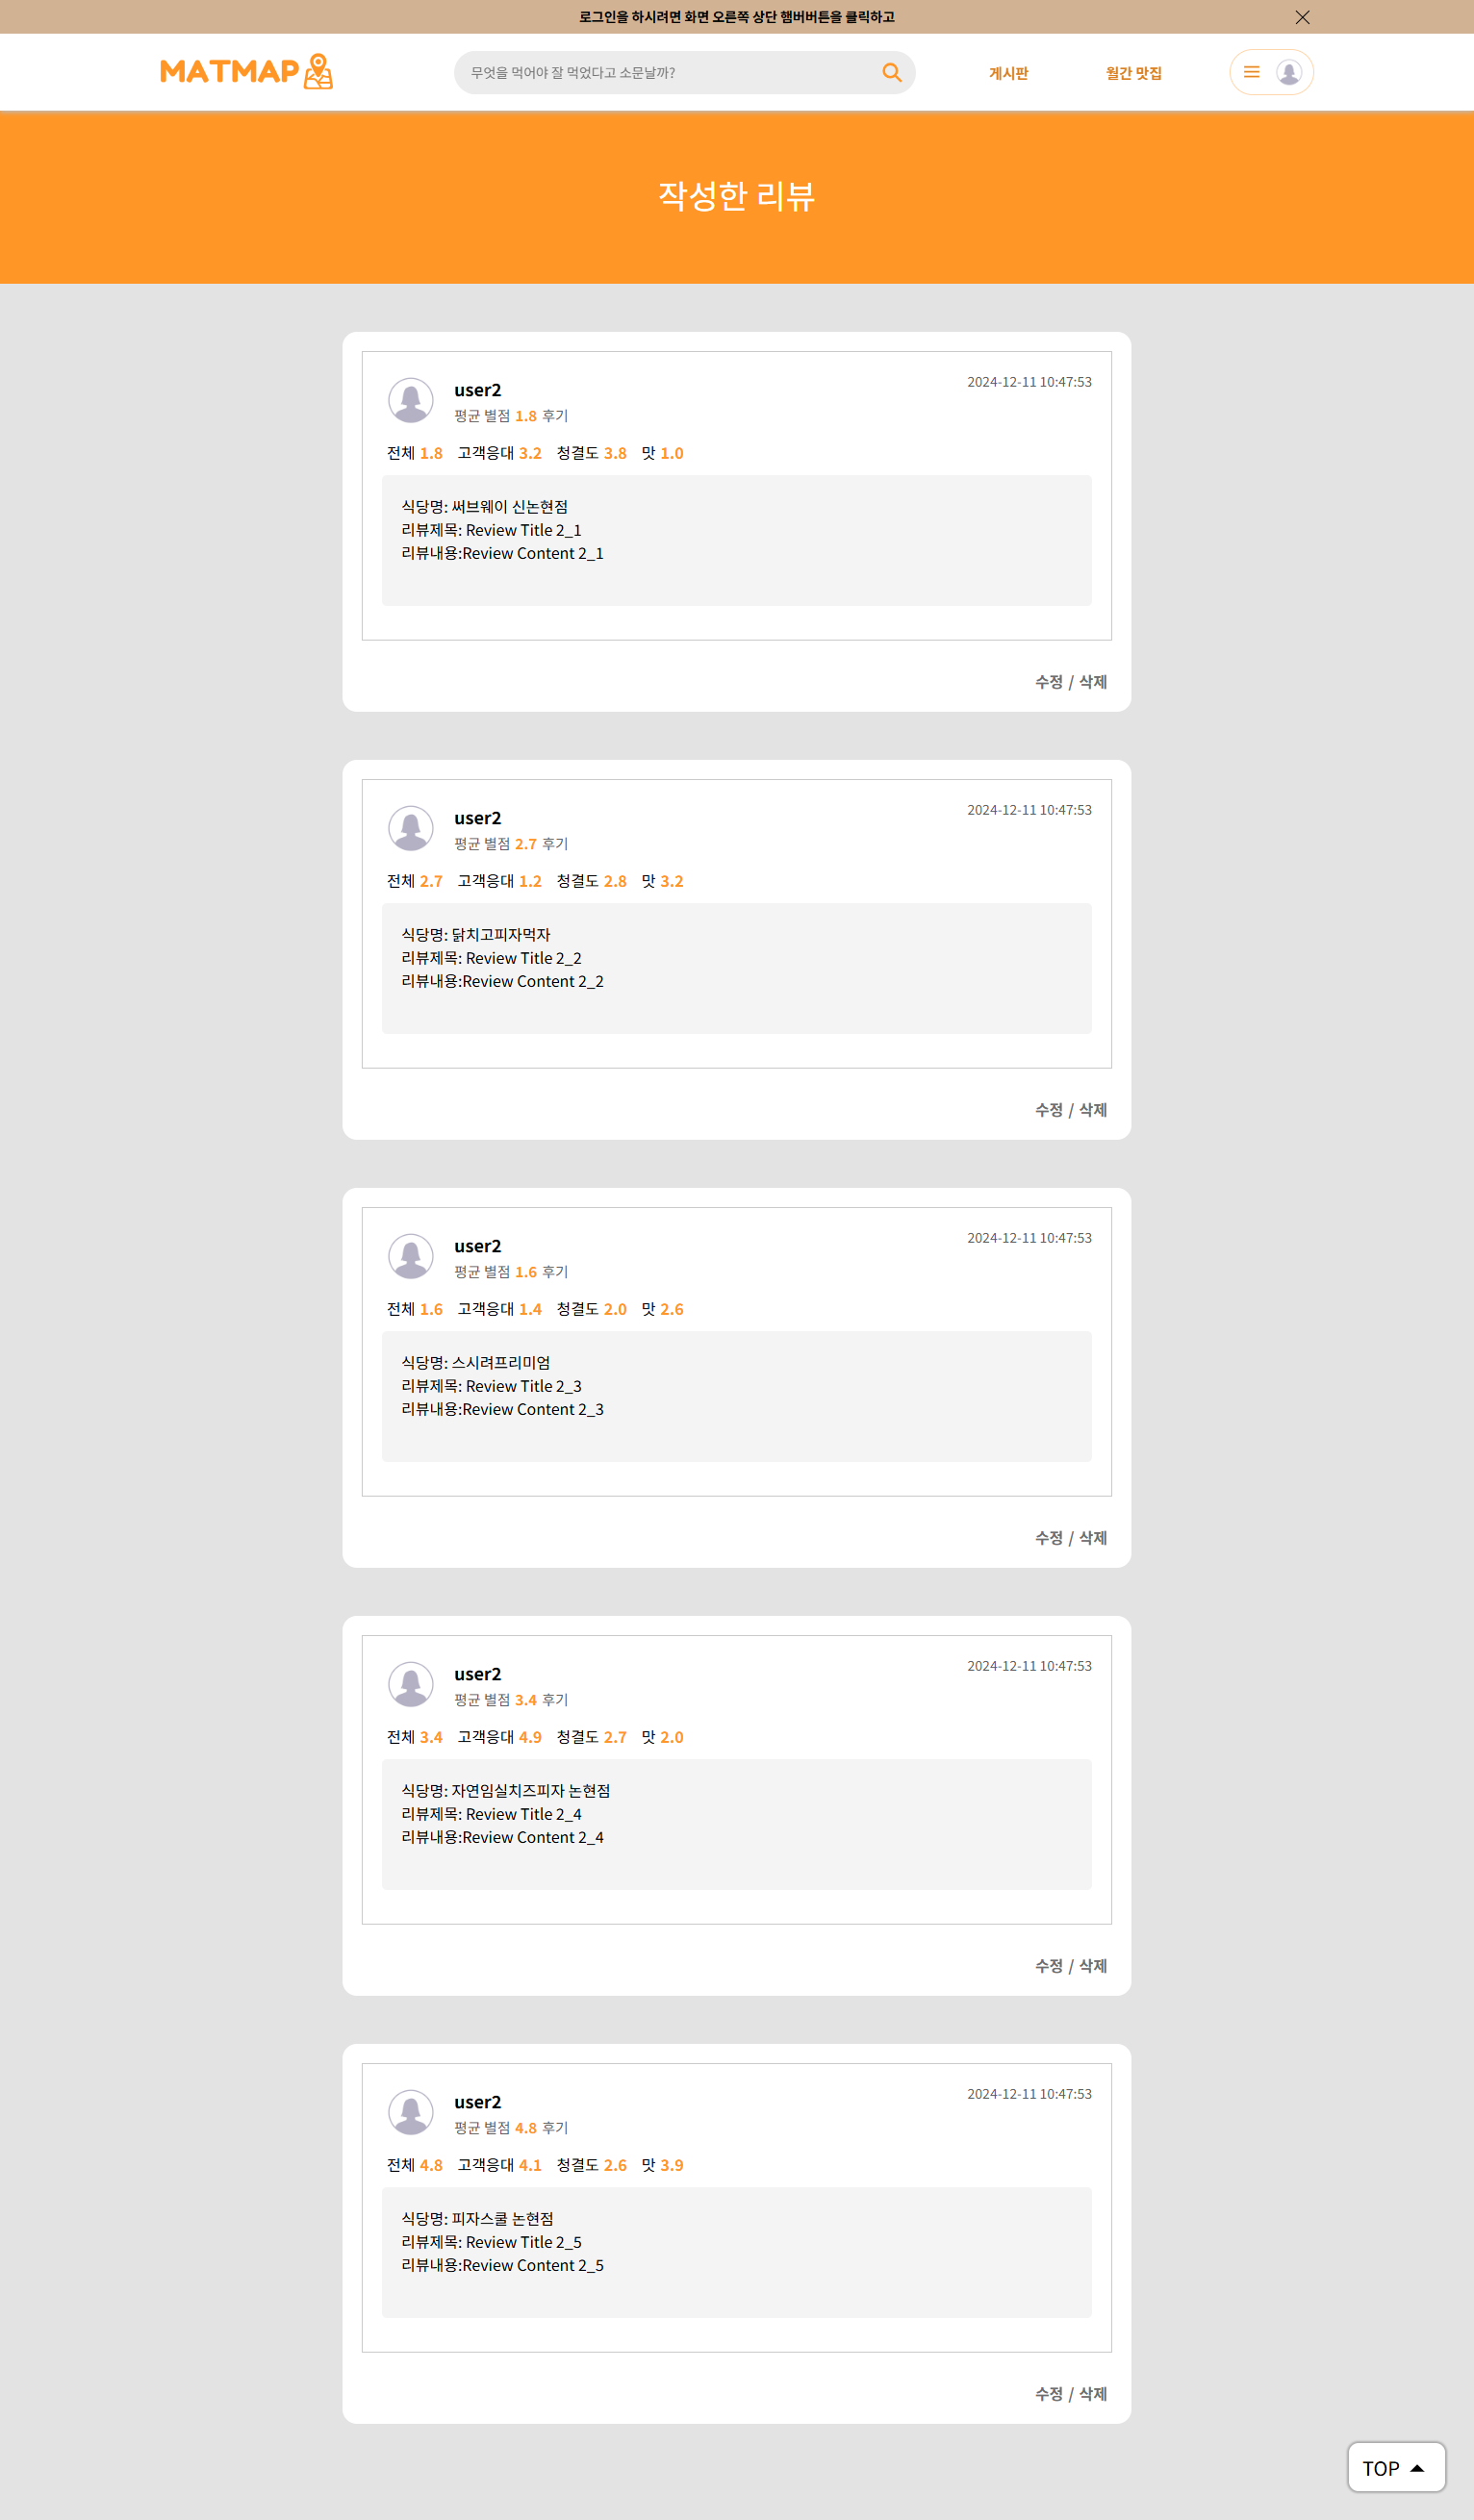 로그인을 하시려면 화면 오른쪽 상단 햄버버튼을 클릭하고
MATMAP
무엇을 먹어야 잘 먹었다고 소문날까?
게시판
월간 맛집
작성한 리뷰
user2
2024-12-11 10:47:53
평균 별점 1.8 후기
전체 1.8 고객응대 3.2 청결도 3.8 맛 1.0
식당명: 써브웨이 신논현점
리뷰제목: Review Title 2_1
리뷰내용:Review Content 2_1
수정 / 삭제
user2
2024-12-11 10:47:53
평균 별점 2.7 후기
전체 2.7 고객응대 1.2 청결도 2.8 맛 3.2
식당명: 닭치고피자먹자
리뷰제목: Review Title 2_2
리뷰내용:Review Content 2_2
수정 / 삭제
user2
2024-12-11 10:47:53
평균 별점 1.6 후기
전체 1.6 고객응대 1.4 청결도 2.0 맛 2.6
식당명: 스시려프리미엄
리뷰제목: Review Title 2_3
리뷰내용:Review Content 2_3
수정 / 삭제
user2
2024-12-11 10:47:53
평균 별점 3.4 후기
전체 3.4 고객응대 4.9 청결도 2.7 맛 2.0
식당명: 자연임실치즈피자 논현점
리뷰제목: Review Title 2_4
리뷰내용:Review Content 2_4
수정 / 삭제
user2
2024-12-11 10:47:53
평균 별점 4.8 후기
전체 4.8 고객응대 4.1 청결도 2.6 맛 3.9
식당명: 피자스쿨 논현점
리뷰제목: Review Title 2_5
리뷰내용:Review Content 2_5
수정 / 삭제
TOP